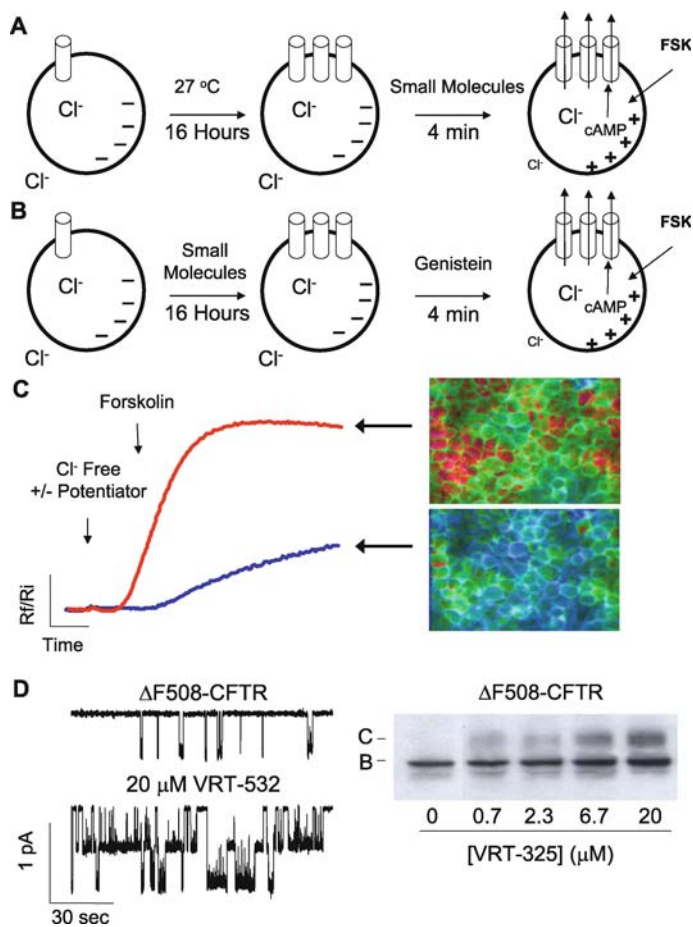 A
27 °C
16 Hours
Small Molecules
4 min
FSK
Cl⁻
Cl⁻
Cl⁻
Cl⁻
Cl⁻
cAMP
Cl⁻
B
Small
Molecules
16 Hours
Genistein
4 min
FSK
Cl⁻
Cl⁻
Cl⁻
Cl⁻
Cl⁻
cAMP
Cl⁻
C
Forskolin
Cl⁻ Free
+/- Potentiator
Rf/Ri
Time
D
ΔF508-CFTR
20 μM VRT-532
1 pA
30 sec
ΔF508-CFTR
C
B
0 0.7 2.3 6.7 20
[VRT-325] (μM)